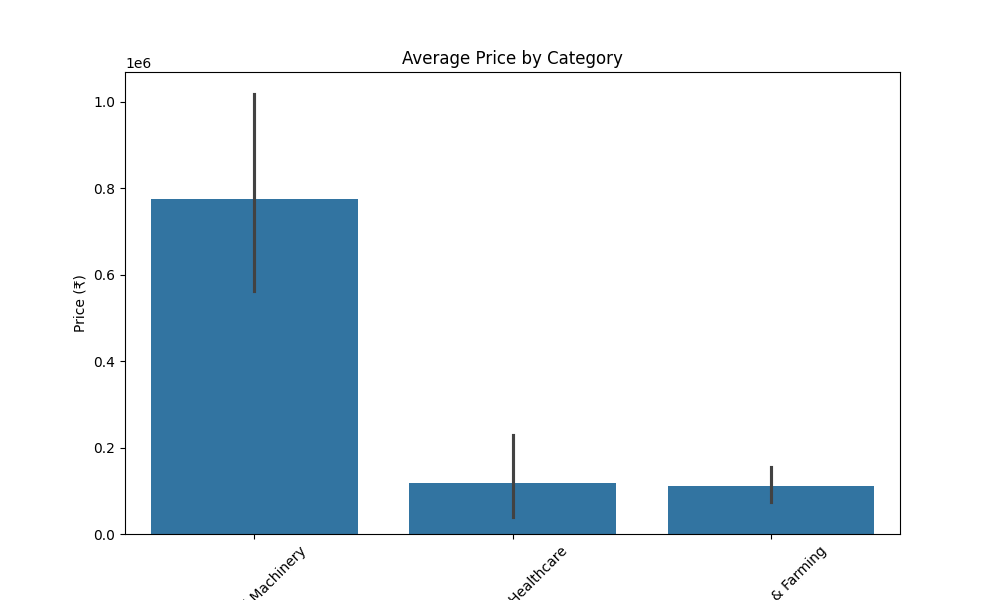 Average Price by Category
1e6
1.0
0.8
0.6
0.4
0.2
0.0
Price (₹)
Machinery
Healthcare
& Farming